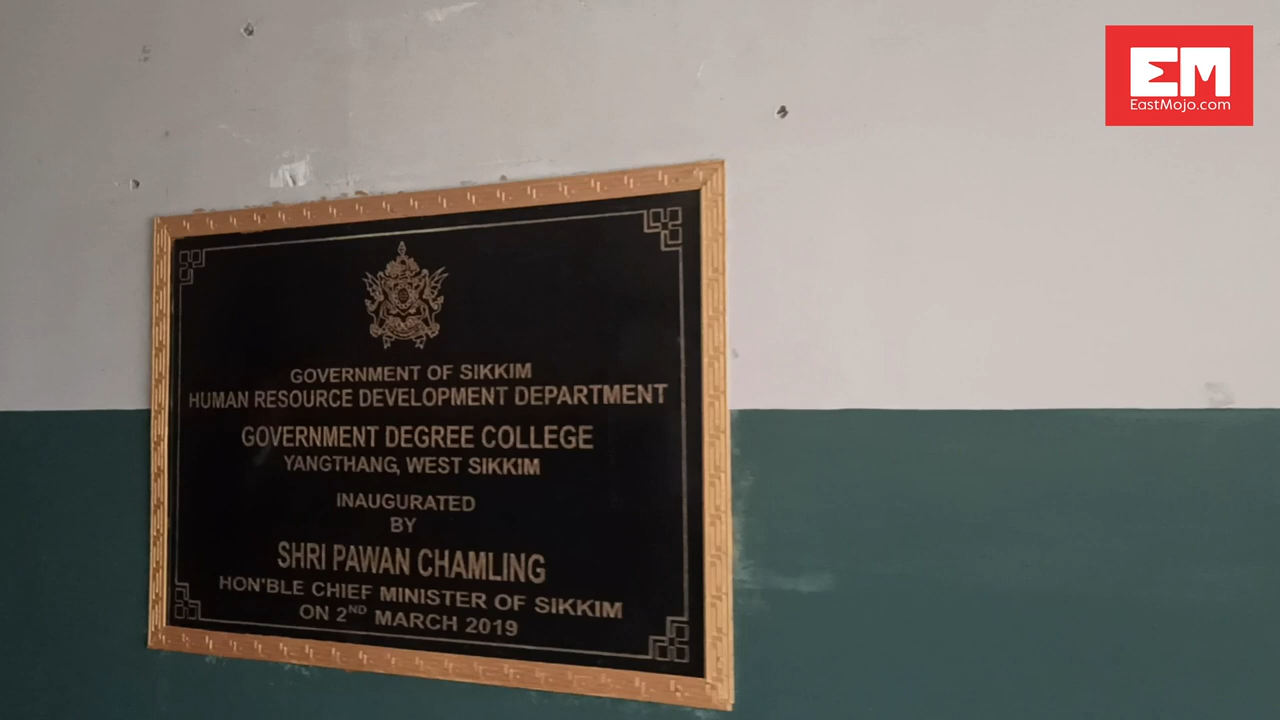 EM
EastMojo.com
GOVERNMENT OF SIKKIM
HUMAN RESOURCE DEVELOPMENT DEPARTMENT
GOVERNMENT DEGREE COLLEGE
YANGTHANG, WEST SIKKIM
INAUGURATED
BY
SHRI PAWAN CHAMLING
HON'BLE CHIEF MINISTER OF SIKKIM
ON 2ND MARCH 2019